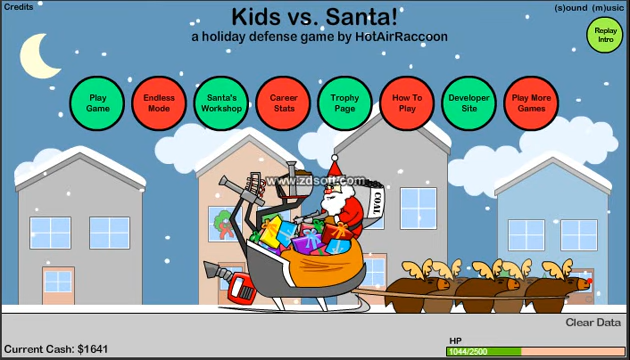 Credits
Kids vs. Santa!
(s)ound (m)usic
a holiday defense game by HotAirRaccoon
Replay
Intro
Play
Game
Endless
Mode
Santa's
Workshop
Career
Stats
Trophy
Page
How To
Play
Developer
Site
Play More
Games
www.zdsoft.com
COAL
Clear Data
Current Cash: $1641
HP
1044/2500